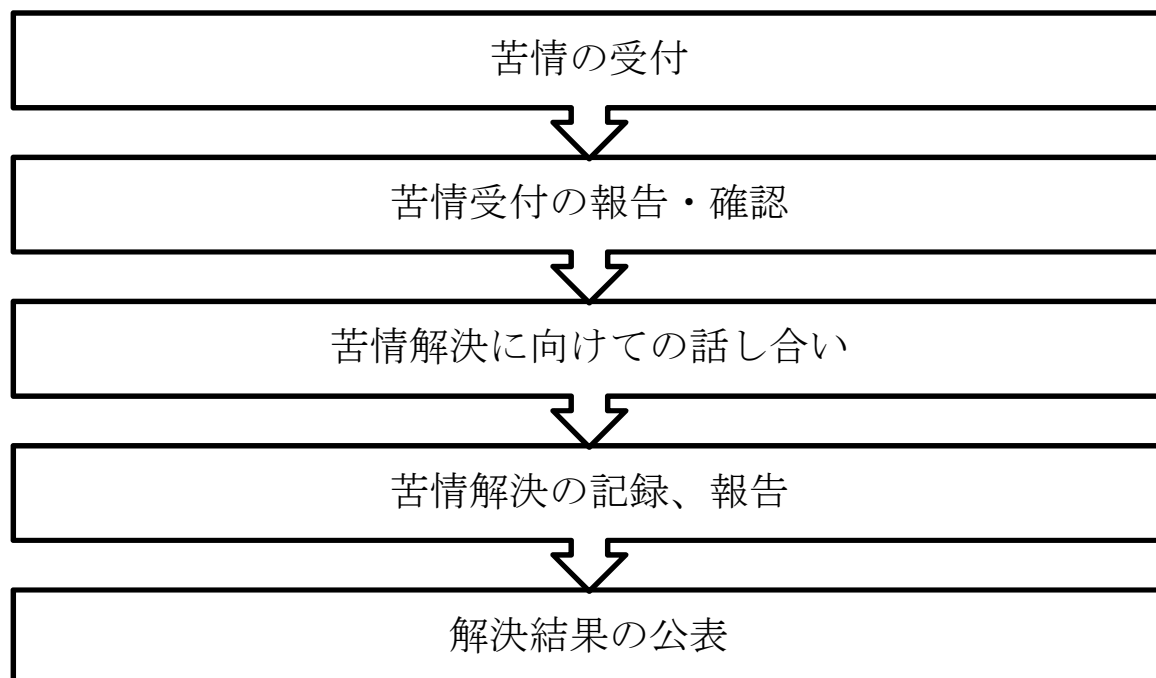 苦情の受付
苦情受付の報告・確認
苦情解決に向けての話し合い
苦情解決の記録、報告
解決結果の公表